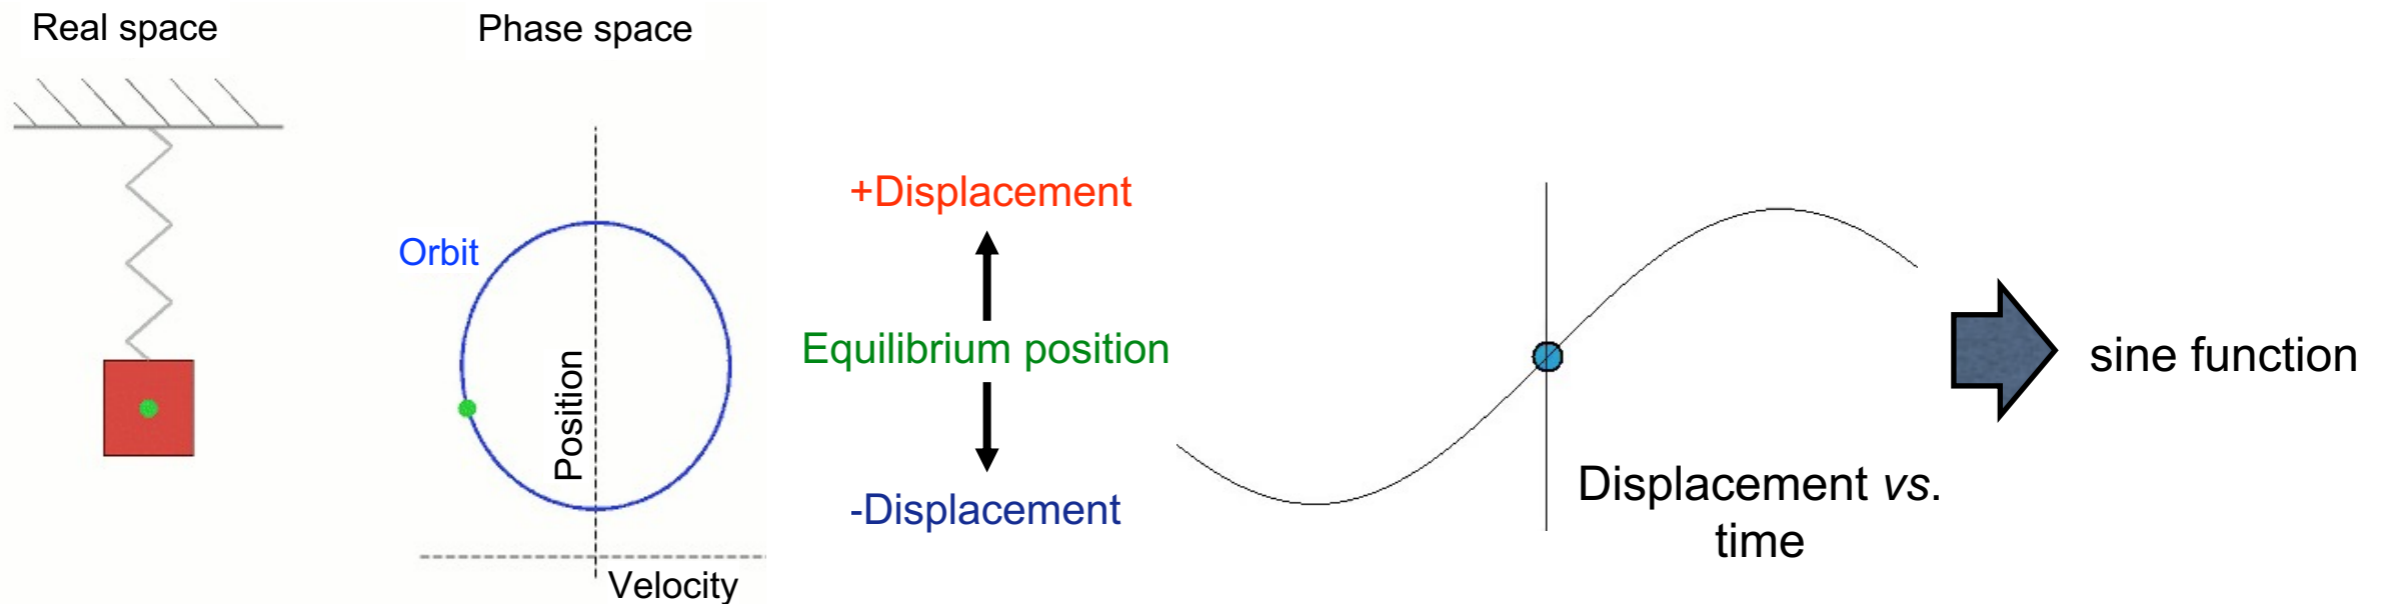 Real space
Phase space
Orbit
Position
Velocity
+Displacement
Equilibrium position
-Displacement
Displacement vs.
time
sine function